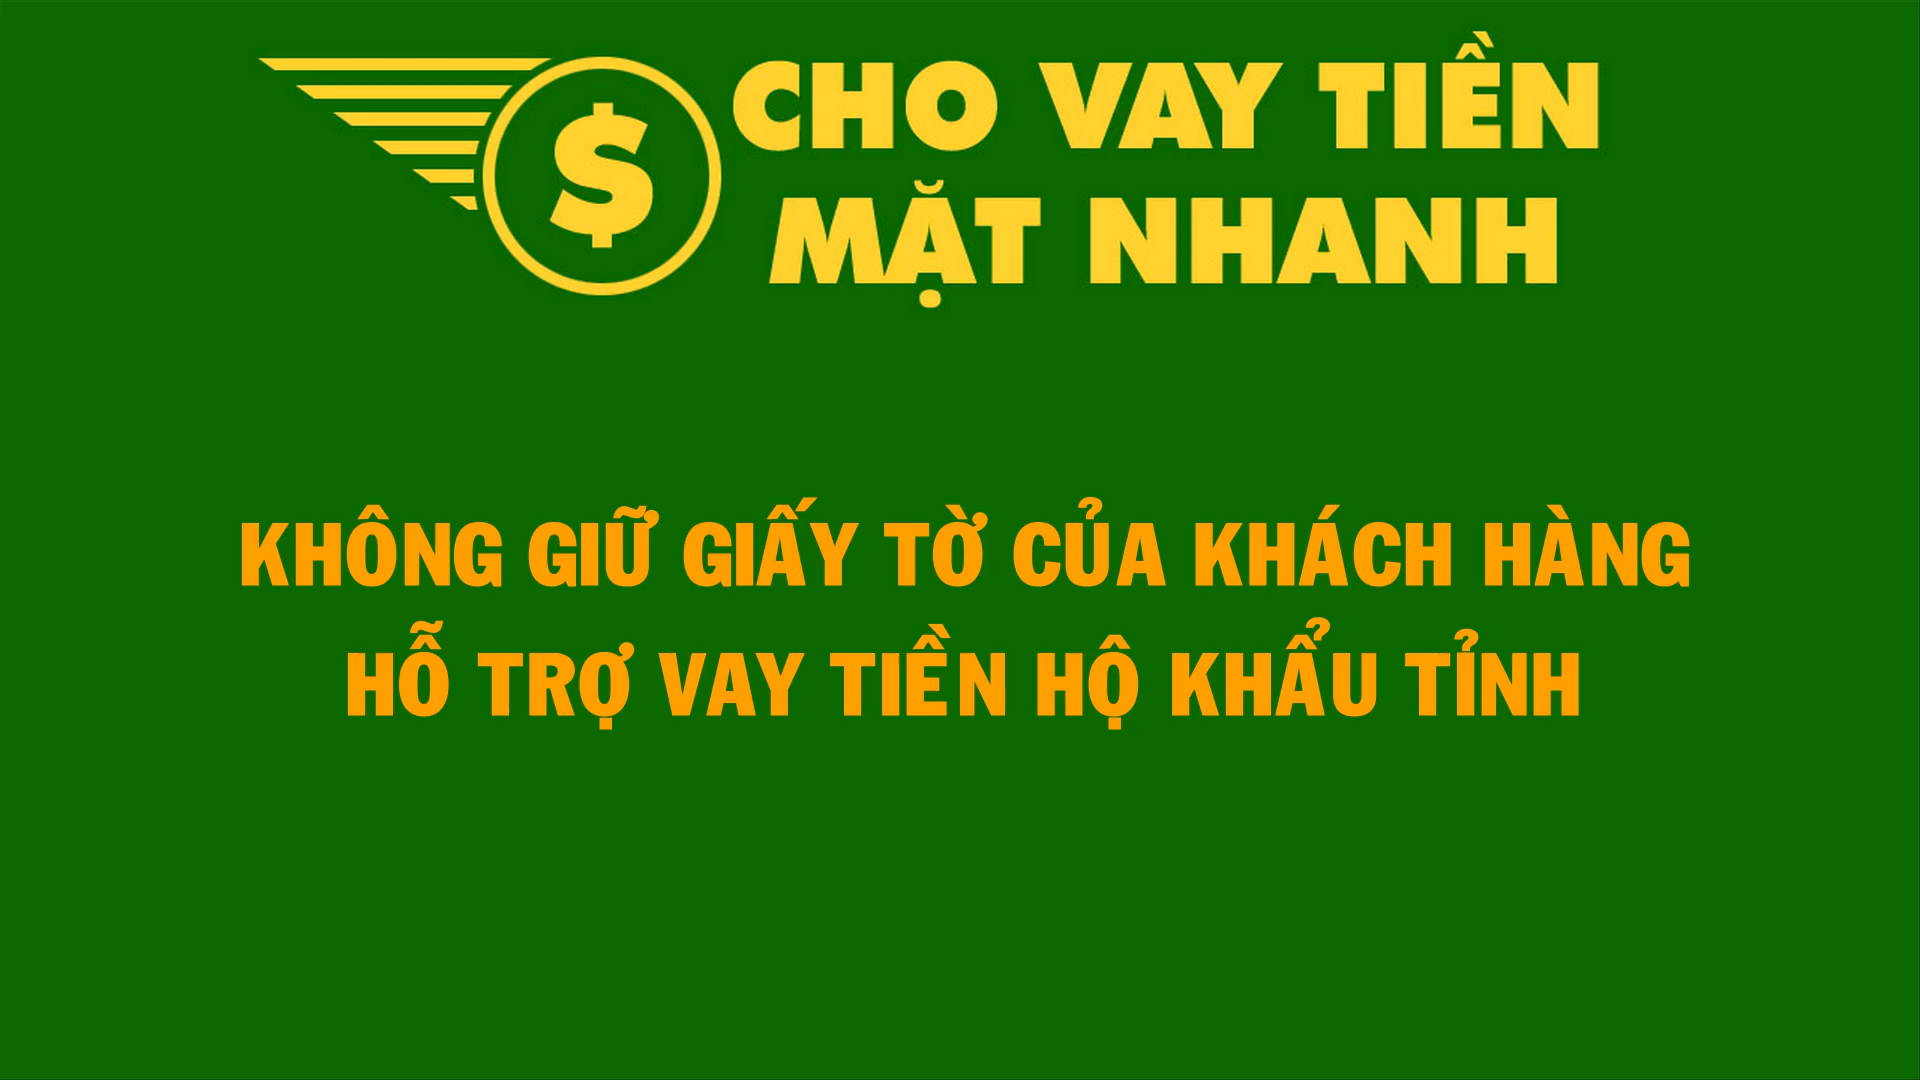 $ CHO VAY TIỀN
MẶT NHANH
KHÔNG GIỮ GIẤY TỜ CỦA KHÁCH HÀNG
HỖ TRỢ VAY TIỀN HỘ KHẨU TỈNH